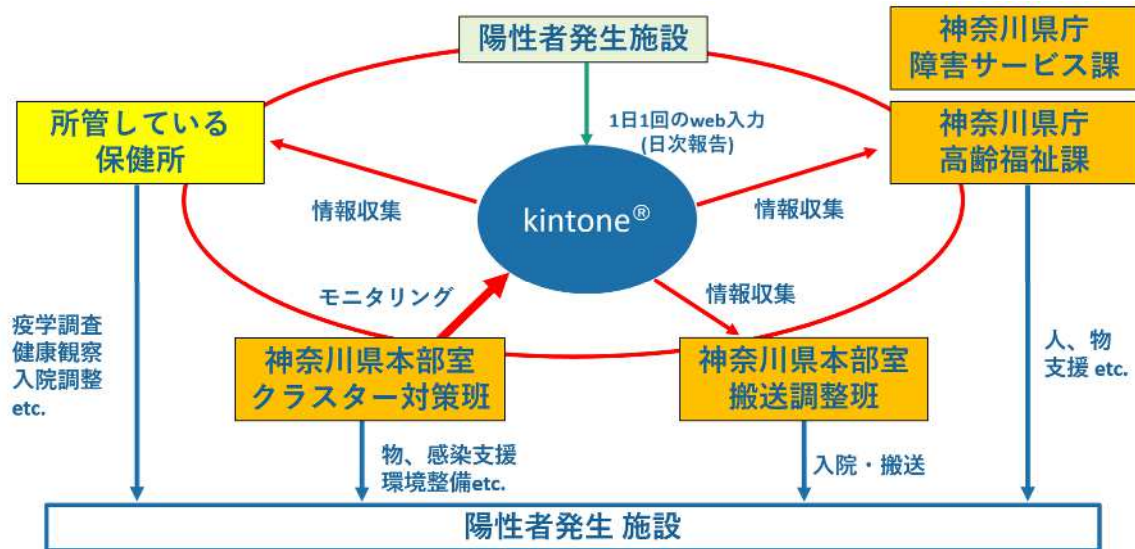 陽性者発生施設
神奈川県庁
障害サービス課
所管している
保健所
1日1回のweb入力
(日次報告)
神奈川県庁
高齢福祉課
情報収集
kintone®
情報収集
モニタリング
情報収集
疫学調査
健康観察
入院調整
etc.
神奈川県本部室
クラスター対策班
神奈川県本部室
搬送調整班
人、物
支援 etc.
物、感染支援
環境整備etc.
入院・搬送
陽性者発生 施設